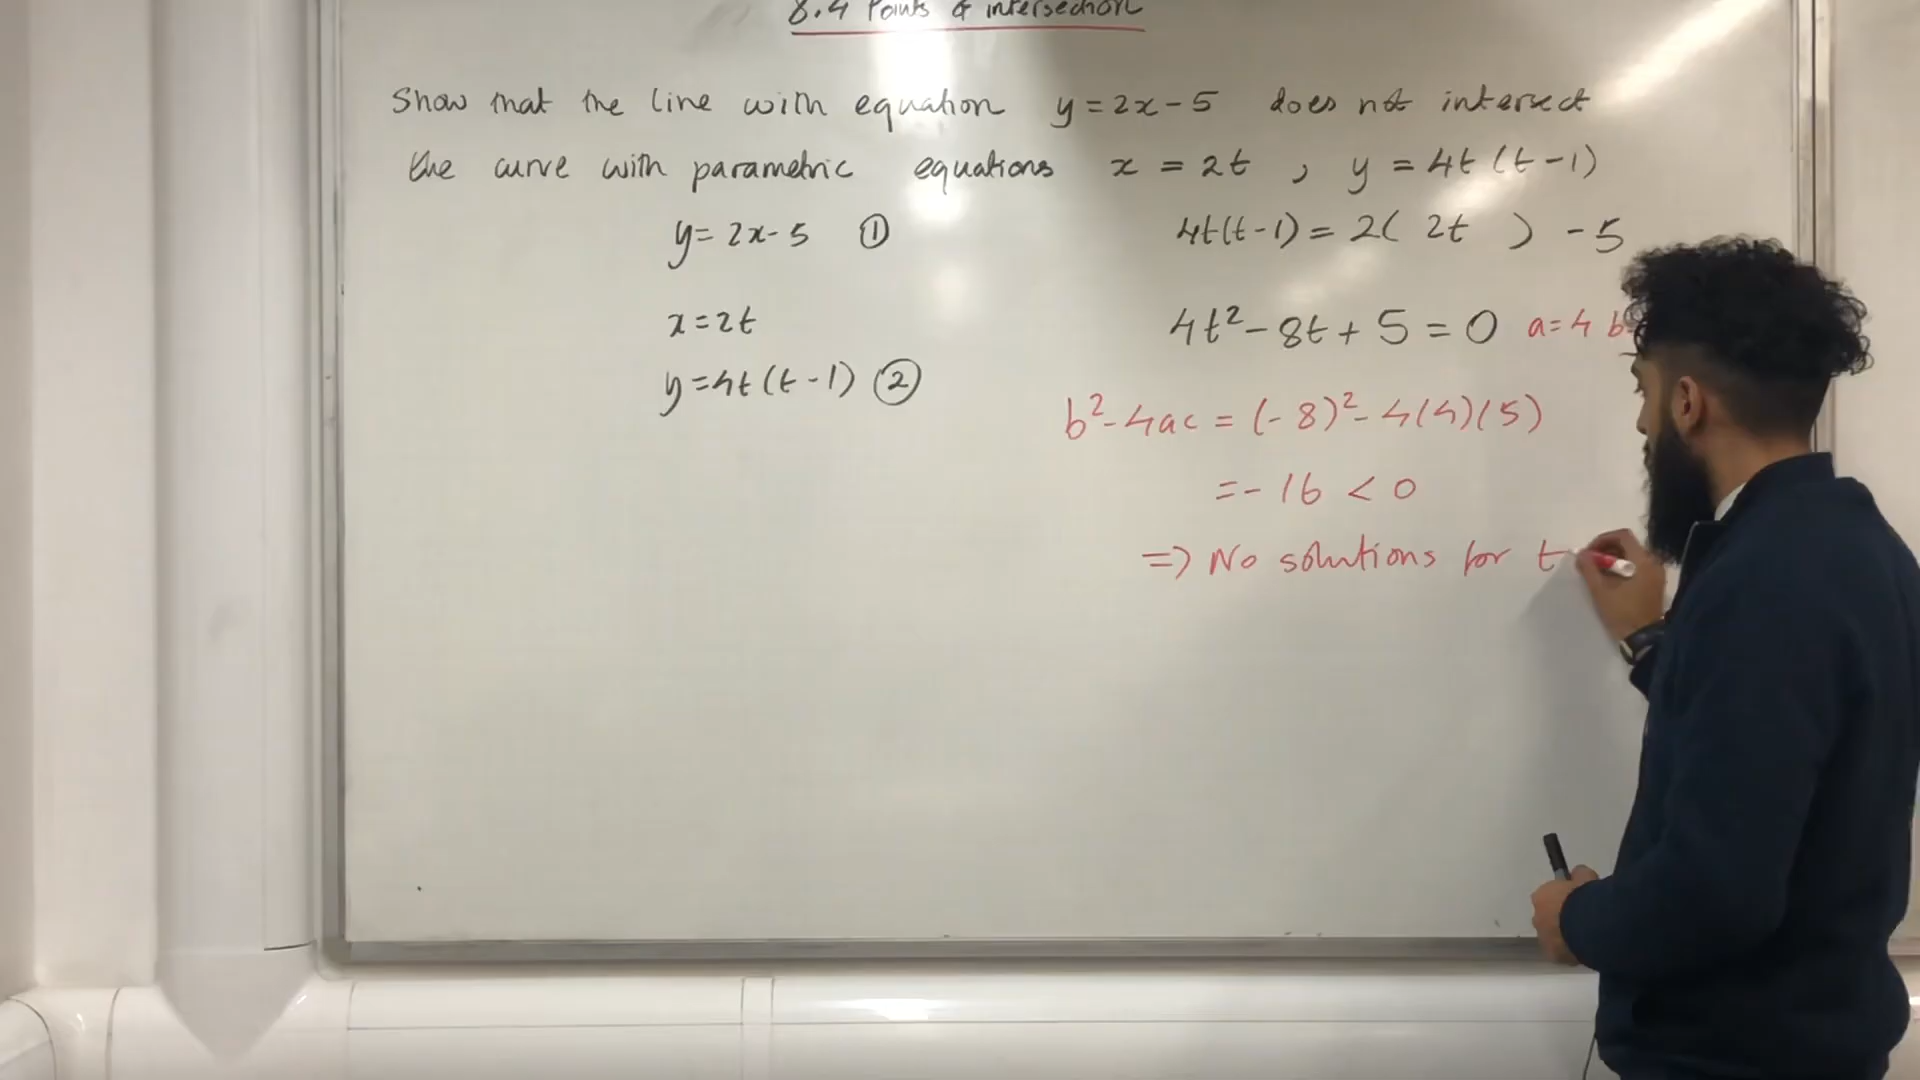 8.4 Points of intersection
Show that the line with equation y = 2x - 5 does not intersect
the curve with parametric equations x = 2t , y = 4t (t - 1)
y = 2x - 5 ①
x = 2t
y = 4t (t - 1) ②
4t(t - 1) = 2( 2t ) - 5
4t² - 8t + 5 = 0 a = 4 b
b² - 4ac = (-8)² - 4(4)(5)
= - 16 < 0
=> No solutions for t